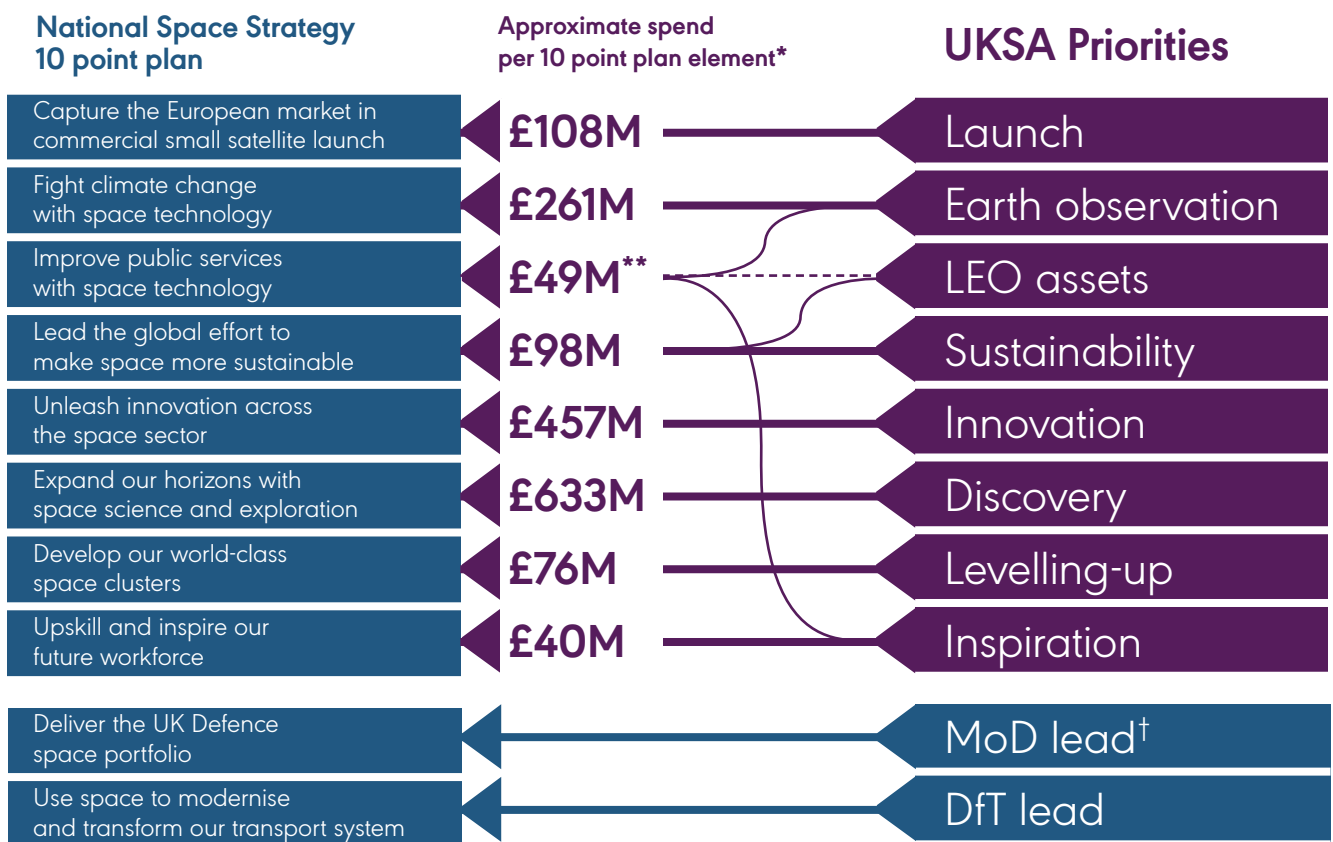 National Space Strategy
10 point plan
Approximate spend
per 10 point plan element*
UKSA Priorities
Capture the European market in
commercial small satellite launch
£108M
Launch
Fight climate change
with space technology
£261M
Earth observation
Improve public services
with space technology
£49M**
LEO assets
Lead the global effort to
make space more sustainable
£98M
Sustainability
Unleash innovation across
the space sector
£457M
Innovation
Expand our horizons with
space science and exploration
£633M
Discovery
Develop our world-class
space clusters
£76M
Levelling-up
Upskill and inspire our
future workforce
£40M
Inspiration
Deliver the UK Defence
space portfolio
MoD lead†
Use space to modernise
and transform our transport system
DfT lead